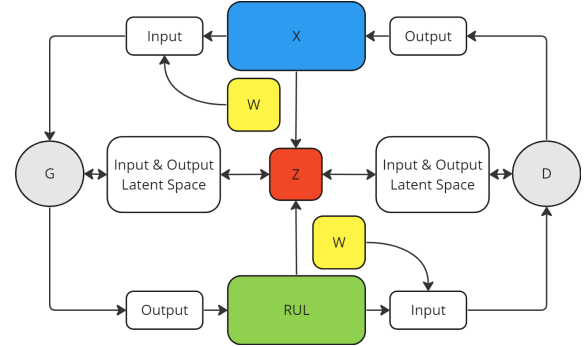 Input
X
Output
W
G
Input & Output
Latent Space
Z
Input & Output
Latent Space
D
W
Output
RUL
Input